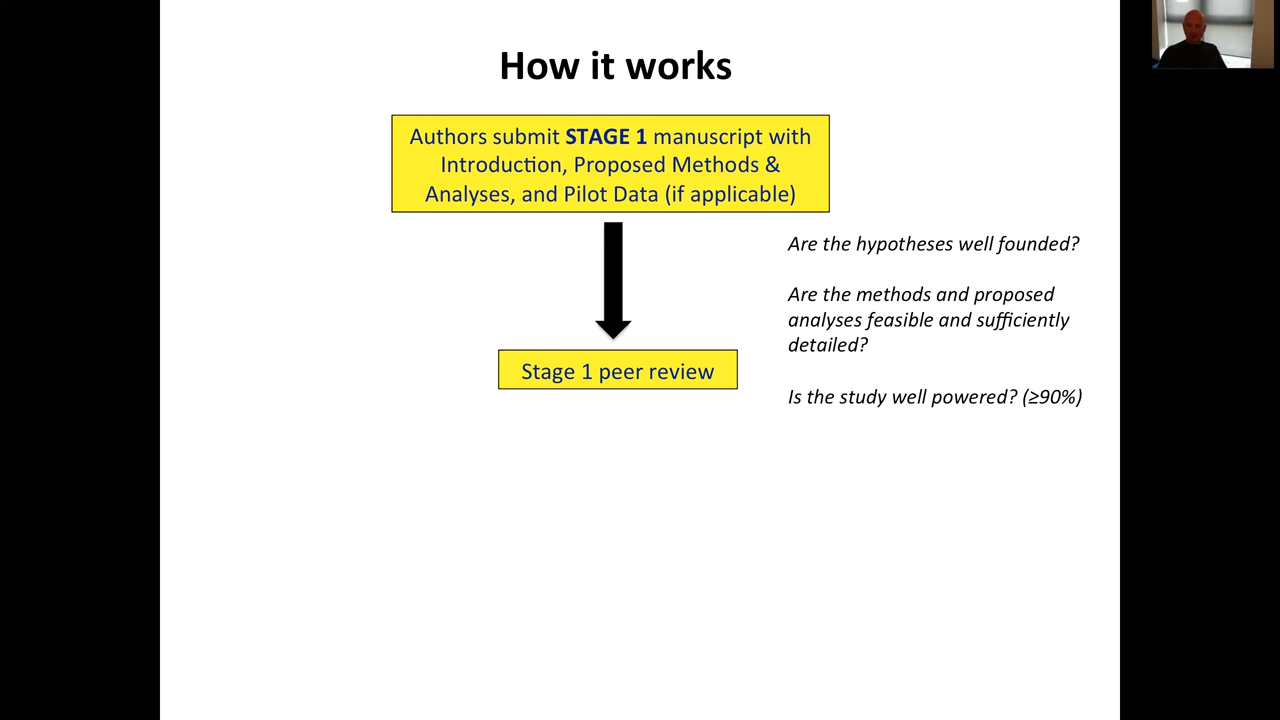 How it works
Authors submit STAGE 1 manuscript with
Introduction, Proposed Methods &
Analyses, and Pilot Data (if applicable)
Are the hypotheses well founded?
Are the methods and proposed
analyses feasible and sufficiently
detailed?
Stage 1 peer review
Is the study well powered? (≥90%)